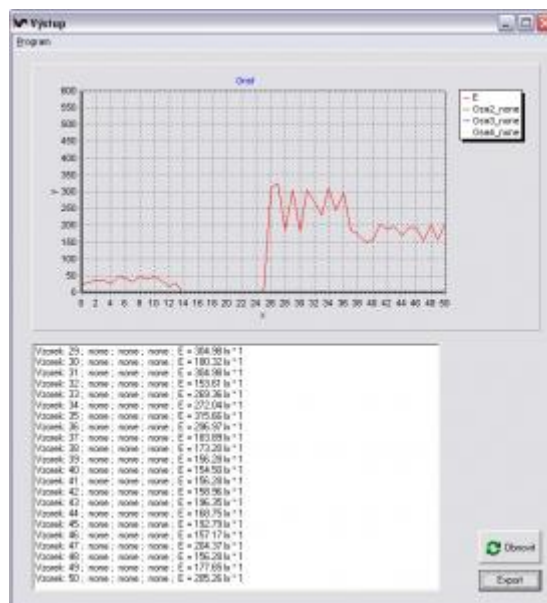 Výstup
Program
Graf
600
550
500
450
400
350
300
250
200
150
100
50
0
Y
0 2 4 6 8 10 12 14 16 18 20 22 24 26 28 30 32 34 36 38 40 42 44 46 48 50
X
E
Osa2_none
Osa3_none
Osa4_none
Vzorek: 29 ; none ; none ; none ; E = 304.98 lx * 1
Vzorek: 30 ; none ; none ; none ; E = 180.32 lx * 1
Vzorek: 31 ; none ; none ; none ; E = 304.98 lx * 1
Vzorek: 32 ; none ; none ; none ; E = 153.61 lx * 1
Vzorek: 33 ; none ; none ; none ; E = 269.36 lx * 1
Vzorek: 34 ; none ; none ; none ; E = 272.04 lx * 1
Vzorek: 35 ; none ; none ; none ; E = 315.66 lx * 1
Vzorek: 36 ; none ; none ; none ; E = 206.97 lx * 1
Vzorek: 37 ; none ; none ; none ; E = 183.89 lx * 1
Vzorek: 38 ; none ; none ; none ; E = 173.20 lx * 1
Vzorek: 39 ; none ; none ; none ; E = 156.28 lx * 1
Vzorek: 40 ; none ; none ; none ; E = 154.50 lx * 1
Vzorek: 41 ; none ; none ; none ; E = 156.28 lx * 1
Vzorek: 42 ; none ; none ; none ; E = 158.96 lx * 1
Vzorek: 43 ; none ; none ; none ; E = 196.35 lx * 1
Vzorek: 44 ; none ; none ; none ; E = 168.75 lx * 1
Vzorek: 45 ; none ; none ; none ; E = 192.79 lx * 1
Vzorek: 46 ; none ; none ; none ; E = 157.17 lx * 1
Vzorek: 47 ; none ; none ; none ; E = 204.37 lx * 1
Vzorek: 48 ; none ; none ; none ; E = 156.28 lx * 1
Vzorek: 49 ; none ; none ; none ; E = 177.65 lx * 1
Vzorek: 50 ; none ; none ; none ; E = 205.26 lx * 1
Obnovit
Export